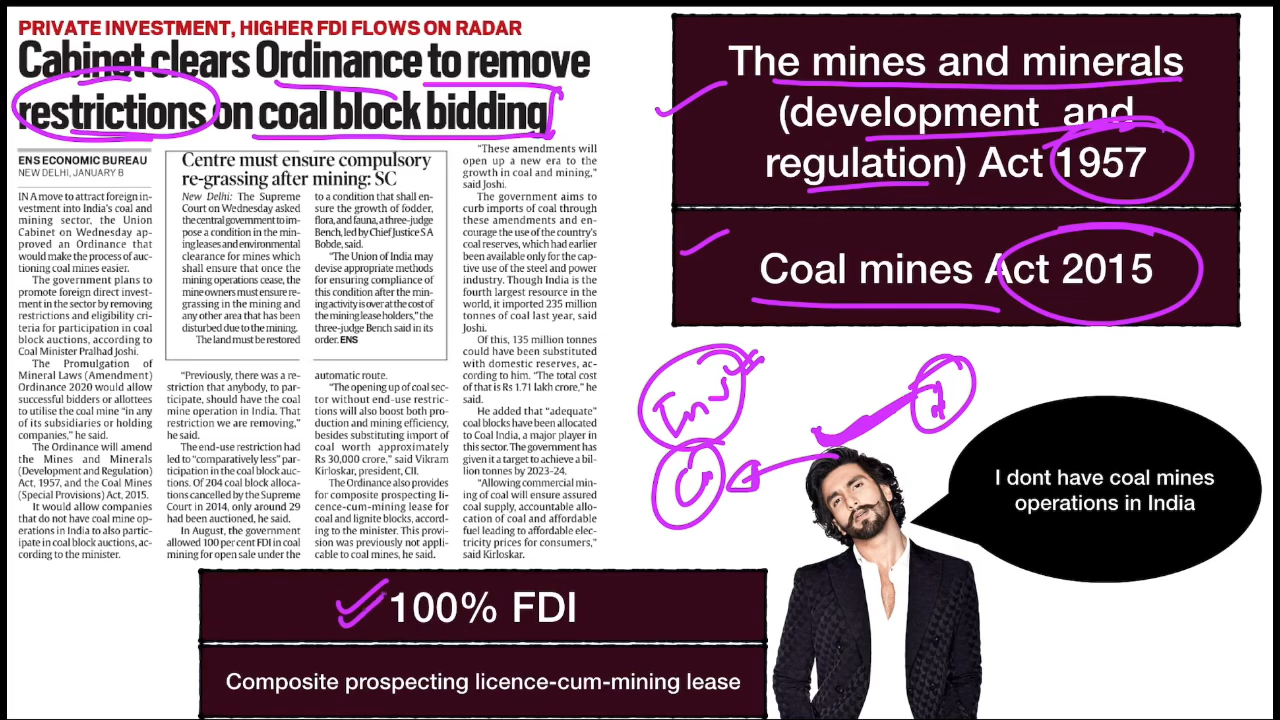 PRIVATE INVESTMENT, HIGHER FDI FLOWS ON RADAR
Cabinet clears Ordinance to remove
restrictions on coal block bidding
ENS ECONOMIC BUREAU
NEW DELHI, JANUARY 8
IN A move to attract foreign in-
vestment into India's coal and
mining sector, the Union
Cabinet on Wednesday ap-
proved an Ordinance that
would make the process of auc-
tioning coal mines easier.
The government plans to
promote foreign direct invest-
ment in the sector by removing
restrictions and eligibility cri-
teria for participation in coal
block auctions, according to
Coal Minister Pralhad Joshi.
The Promulgation of
Mineral Laws (Amendment)
Ordinance 2020 would allow
successful bidders or allottees
to utilise the coal mine "in any
of its subsidiaries or holding
companies," he said.
The Ordinance will amend
the Mines and Minerals
(Development and Regulation)
Act, 1957, and the Coal Mines
(Special Provisions) Act, 2015.
It would allow companies
that do not have coal mine op-
erations in India to also partic-
ipate in coal block auctions, ac-
cording to the minister.
Centre must ensure compulsory
re-grassing after mining: SC
New Delhi: The Supreme
Court on Wednesday asked
the central government to im-
pose a condition in the min-
ing leases and environmental
clearance for mines which
shall ensure that once the
mining operations cease, the
mine owners must ensure re-
grassing in the mining and
any other area that has been
disturbed due to the mining.
The land must be restored
to a condition that shall en-
sure the growth of fodder,
flora, and fauna, a three-judge
Bench, led by Chief Justice S A
Bobde, said.
"The Union of India may
devise appropriate methods
for ensuring compliance of
this condition after the min-
ing activity is over at the cost of
the mining lease holders," the
three-judge Bench said in its
order. ENS
"Previously, there was a re-
striction that anybody, to par-
ticipate, should have the coal
mine operation in India. That
restriction we are removing,"
he said.
The end-use restriction had
led to "comparatively less" par-
ticipation in the coal block auc-
tions. Of 204 coal block alloca-
tions cancelled by the Supreme
Court in 2014, only around 29
had been auctioned, he said.
In August, the government
allowed 100 per cent FDI in coal
mining for open sale under the
automatic route.
"The opening up of coal sec-
tor without end-use restric-
tions will also boost both pro-
duction and mining efficiency,
besides substituting import of
coal worth approximately
Rs 30,000 crore," said Vikram
Kirloskar, president, CII.
The Ordinance also provides
for composite prospecting li-
cence-cum-mining lease for
coal and lignite blocks, accord-
ing to the minister. This provi-
sion was previously not appli-
cable to coal mines, he said.
"These amendments will
open up a new era to the
growth in coal and mining,"
said Joshi.
The government aims to
curb imports of coal through
these amendments and en-
courage the use of the country's
coal reserves, which had earlier
been available only for the cap-
tive use of the steel and power
industry. Though India is the
fourth largest resource in the
world, it imported 235 million
tonnes of coal last year, said
Joshi.
Of this, 135 million tonnes
could have been substituted
with domestic reserves, ac-
cording to him. "The total cost
of that is Rs 1.71 lakh crore," he
said.
He added that "adequate"
coal blocks have been allocated
to Coal India, a major player in
this sector. The government has
given it a target to achieve a bil-
lion tonnes by 2023-24.
"Allowing commercial min-
ing of coal will ensure assured
coal supply, accountable allo-
cation of coal and affordable
fuel leading to affordable elec-
tricity prices for consumers,"
said Kirloskar.
The mines and minerals
(development and
regulation) Act 1957
Coal mines Act 2015
I dont have coal mines
operations in India
100% FDI
Composite prospecting licence-cum-mining lease